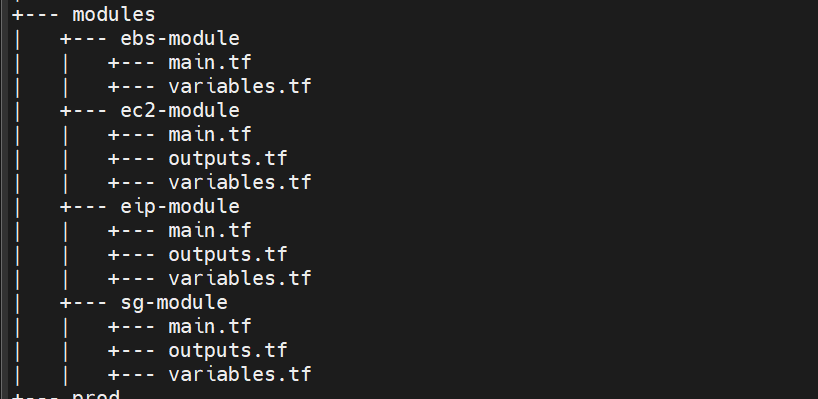 +--- modules
|   +--- ebs-module
|   |   +--- main.tf
|   |   +--- variables.tf
|   +--- ec2-module
|   |   +--- main.tf
|   |   +--- outputs.tf
|   |   +--- variables.tf
|   +--- eip-module
|   |   +--- main.tf
|   |   +--- outputs.tf
|   |   +--- variables.tf
|   +--- sg-module
|   |   +--- main.tf
|   |   +--- outputs.tf
|   |   +--- variables.tf
+--- prod